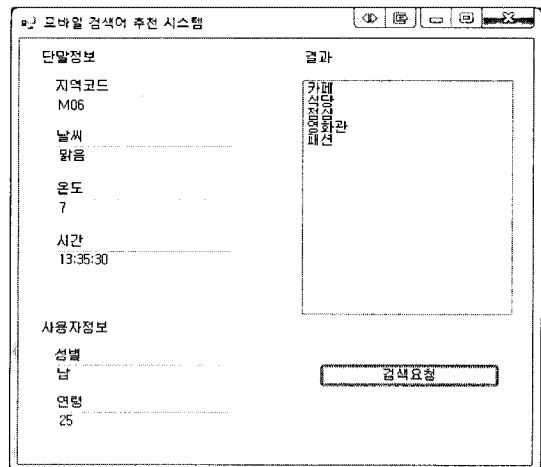 모바일 검색어 추천 시스템
단말정보
지역코드
M06
날씨
맑음
온도
7
시간
13:35:30
사용자정보
성별
남
연령
25
결과
카페
식당
점심
영화관
패션
검색요청